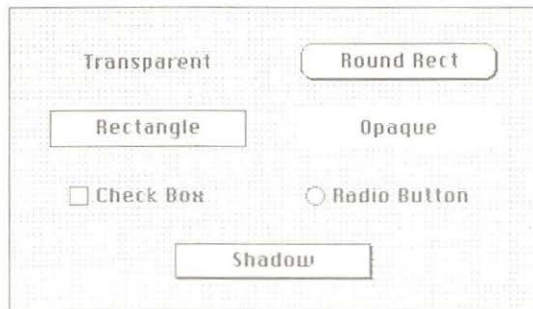 Transparent
Round Rect
Rectangle
Opaque
Check Box
Radio Button
Shadow